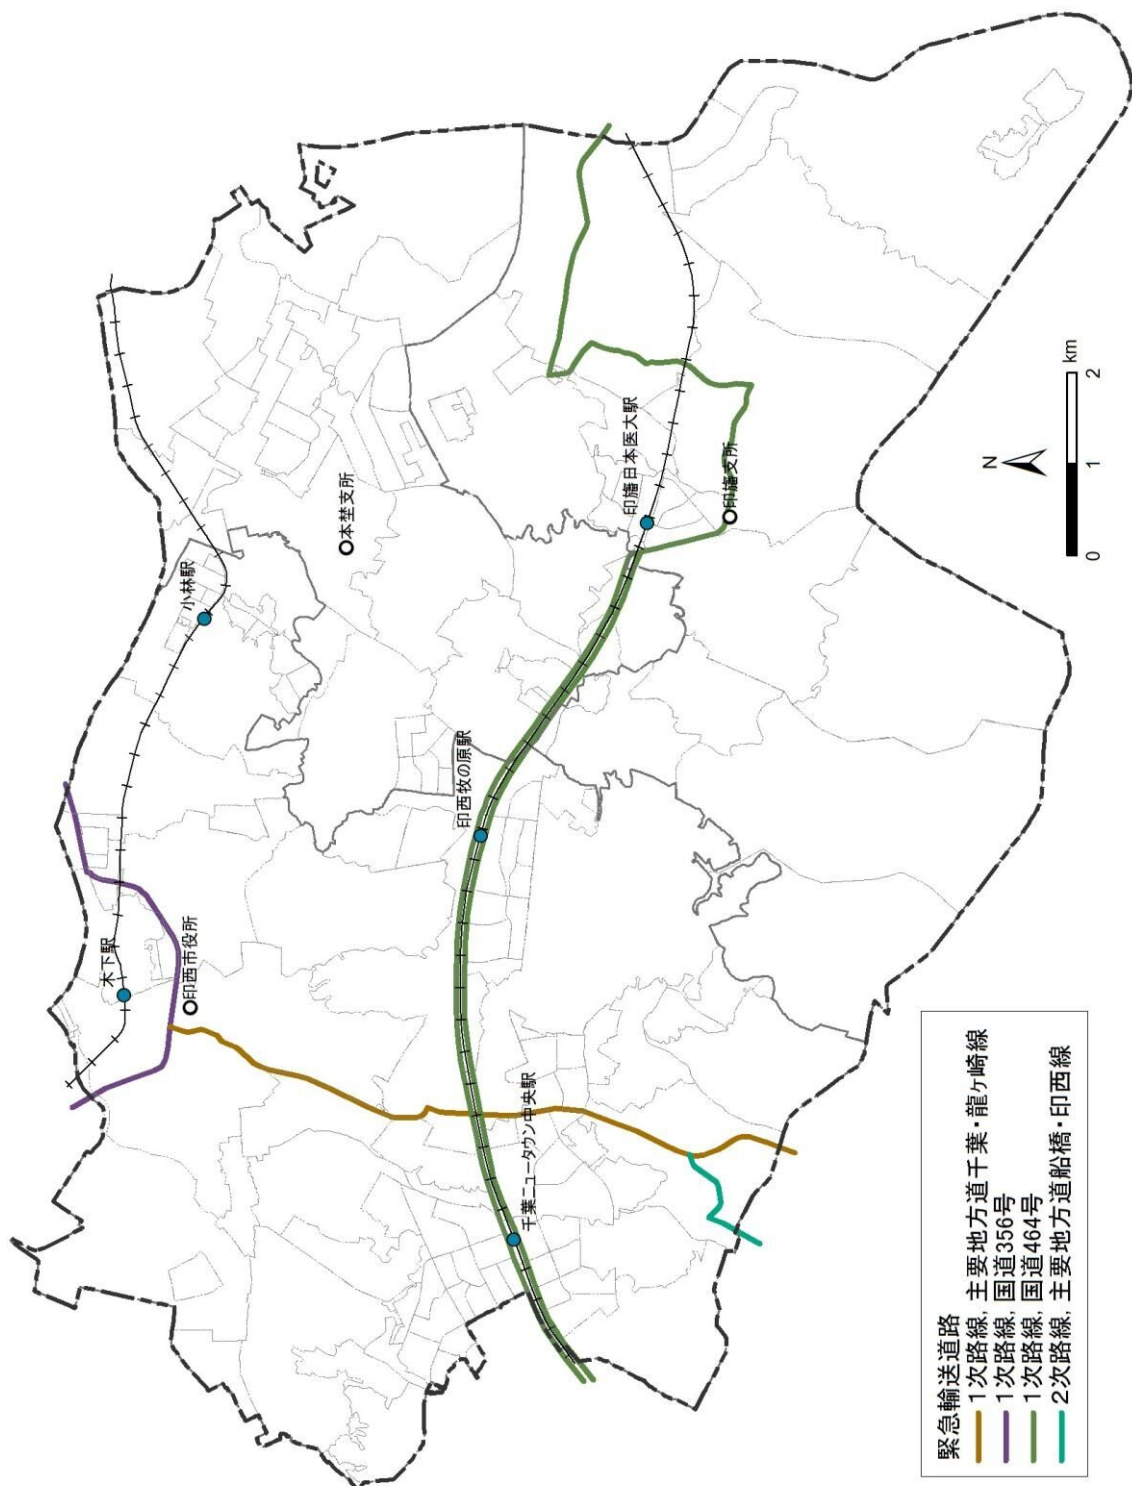 木下駅
印西市役所
小林駅
本埜支所
印西牧の原駅
千葉ニュータウン中央駅
印旛日本医大駅
印旛支所
N
0 1 2 km
緊急輸送道路
1次路線, 主要地方道千葉・龍ヶ崎線
1次路線, 国道356号
1次路線, 国道464号
2次路線, 主要地方道船橋・印西線